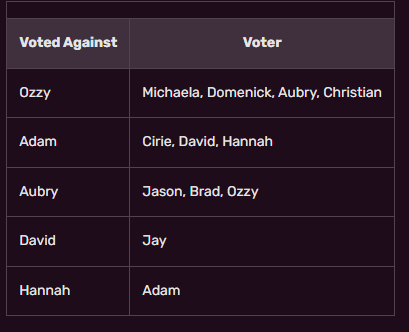 Voted Against Voter
Ozzy Michaela, Domenick, Aubry, Christian
Adam Cirie, David, Hannah
Aubry Jason, Brad, Ozzy
David Jay
Hannah Adam